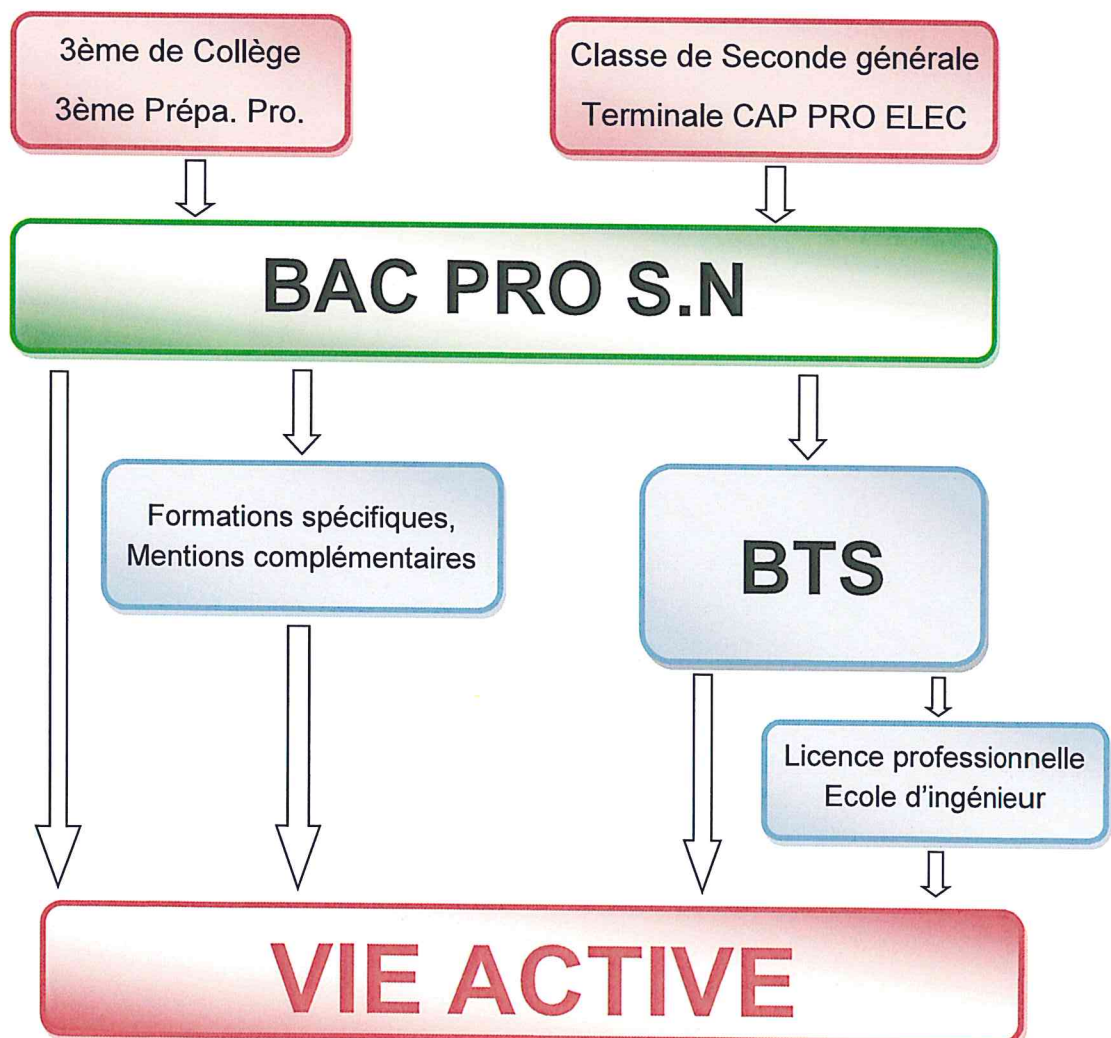 3ème de Collège
3ème Prépa. Pro.
Classe de Seconde générale
Terminale CAP PRO ELEC
BAC PRO S.N
Formations spécifiques,
Mentions complémentaires
BTS
Licence professionnelle
Ecole d'ingénieur
VIE ACTIVE